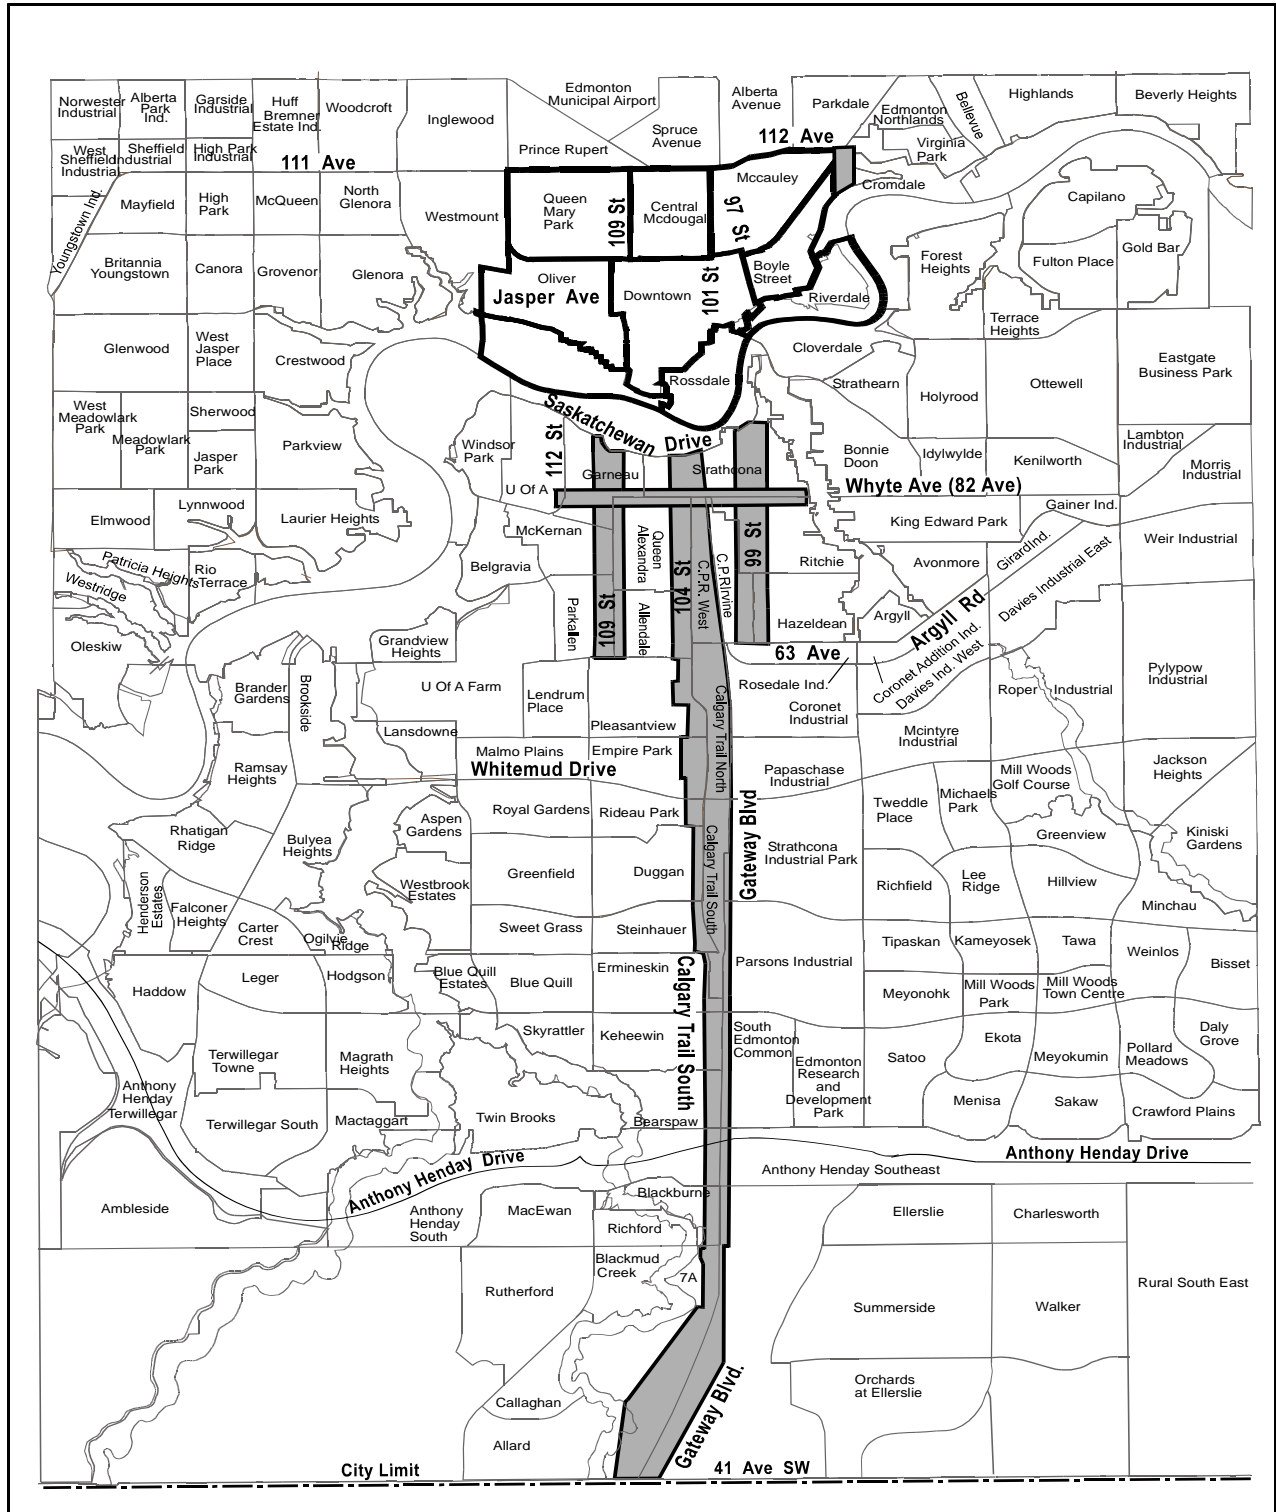 Norwester
Industrial
Alberta
Park
Ind.
Garside
Industrial
Huff
Bremner
Estate Ind.
Woodcroft
Inglewood
Edmonton
Municipal Airport
Spruce
Avenue
Alberta
Avenue
Parkdale
Edmonton
Northlands
Bellevue
Virginia
Park
Highlands
Beverly Heights
West
Sheffield
Industrial
Sheffield
Industrial
High Park
Industrial
111 Ave
Prince Rupert
112 Ave
Cromdale
Youngstown Ind.
Mayfield
High
Park
McQueen
North
Glenora
Westmount
Queen
Mary
Park
109 St
Central
Mcdougal
Mccauley
97 St
Capilano
Gold Bar
Fulton Place
Forest
Heights
Terrace
Heights
Britannia
Youngstown
Canora
Grovenor
Glenora
Oliver
Jasper Ave
Downtown
101 St
Boyle
Street
Riverdale
Glenwood
West
Jasper
Place
Crestwood
Rossdale
Cloverdale
Strathearn
Holyrood
Ottewell
Eastgate
Business Park
West
Meadowlark
Park
Meadowlark
Park
Sherwood
Jasper
Park
Parkview
Windsor
Park
112 St
Saskatchewan Drive
Garneau
Strathcona
Bonnie
Doon
Idylwylde
Kenilworth
Lambton
Industrial
Morris
Industrial
U Of A
Whyte Ave (82 Ave)
Elmwood
Lynnwood
Laurier Heights
McKernan
Queen
Alexandra
104 St
C.P.R. West
C.P.R Irvine
99 St
Ritchie
King Edward Park
Gainer Ind.
Girard Ind.
Davies Industrial East
Weir Industrial
Avonmore
Patricia Heights
Westridge
Rio
Terrace
Belgravia
Parkallen
109 St
Allendale
Hazeldean
Argyll
Argyll Rd
Oleskiw
Grandview
Heights
63 Ave
Coronet Addition Ind.
Davies Ind. West
Rosedale Ind.
Coronet
Industrial
Roper Industrial
Pylypow
Industrial
Brander
Gardens
Brookside
U Of A Farm
Lendrum
Place
Pleasantview
Lansdowne
Malmo Plains
Empire Park
Calgary Trail North
Mcintyre
Industrial
Whitemud Drive
Ramsay
Heights
Papaschase
Industrial
Mill Woods
Golf Course
Jackson
Heights
Royal Gardens
Rideau Park
Gateway Blvd
Tweddle
Place
Michaels
Park
Greenview
Kiniski
Gardens
Rhatigan
Ridge
Bulyea
Heights
Aspen
Gardens
Calgary Trail South
Strathcona
Industrial Park
Greenfield
Duggan
Richfield
Lee
Ridge
Hillview
Minchau
Henderson
Estates
Falconer
Heights
Westbrook
Estates
Carter
Crest
Ogilvie
Ridge
Sweet Grass
Steinhauer
Tipaskan
Kameyosek
Tawa
Weinlos
Bisset
Haddow
Leger
Hodgson
Blue Quill
Estates
Blue Quill
Ermineskin
Calgary Trail South
Parsons Industrial
Meyonohk
Mill Woods
Park
Mill Woods
Town Centre
Skyrattler
Keheewin
South
Edmonton
Common
Edmonton
Research
and
Development
Park
Satoo
Ekota
Meyokumin
Pollard
Meadows
Daly
Grove
Terwillegar
Towne
Magrath
Heights
Anthony
Henday
Terwillegar
Terwillegar South
Mactaggart
Twin Brooks
Bearspaw
Menisa
Sakaw
Crawford Plains
Anthony Henday Drive
Anthony Henday Drive
Anthony Henday Southeast
Ambleside
Anthony
Henday
South
MacEwan
Blackburne
Richford
Ellerslie
Charlesworth
Blackmud
Creek
7A
Rutherford
Summerside
Walker
Rural South East
Callaghan
Allard
Gateway Blvd.
Orchards
at Ellerslie
City Limit
41 Ave SW